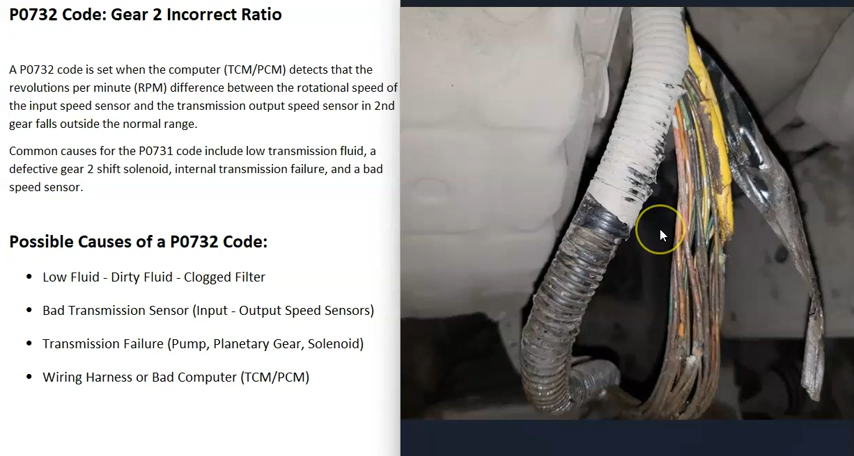 P0732 Code: Gear 2 Incorrect Ratio
A P0732 code is set when the computer (TCM/PCM) detects that the
revolutions per minute (RPM) difference between the rotational speed of
the input speed sensor and the transmission output speed sensor in 2nd
gear falls outside the normal range.
Common causes for the P0731 code include low transmission fluid, a
defective gear 2 shift solenoid, internal transmission failure, and a bad
speed sensor.
Possible Causes of a P0732 Code:
• Low Fluid - Dirty Fluid - Clogged Filter
• Bad Transmission Sensor (Input - Output Speed Sensors)
• Transmission Failure (Pump, Planetary Gear, Solenoid)
• Wiring Harness or Bad Computer (TCM/PCM)